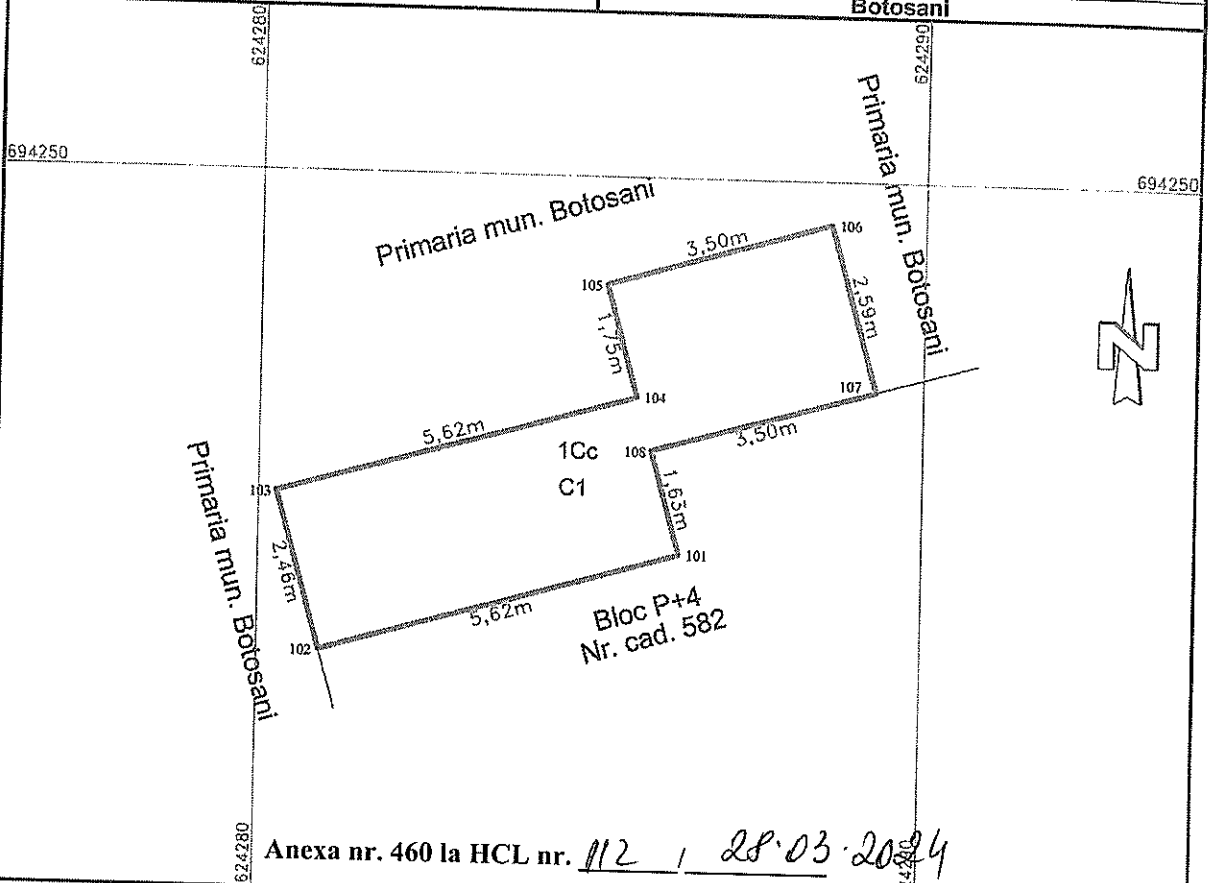 Botosani
624280
624290
694250
694250
Primaria mun. Botosani
Primaria mun. Botosani
3,50m
106
105
1,75m
2,59m
107
104
5,62m
3,50m
1Cc
108
C1
1,63m
103
Primaria mun. Botosani
2,46m
101
5,62m
Bloc P+4
Nr. cad. 582
102
N
624280
Anexa nr. 460 la HCL nr. 112 / 28.03.2024